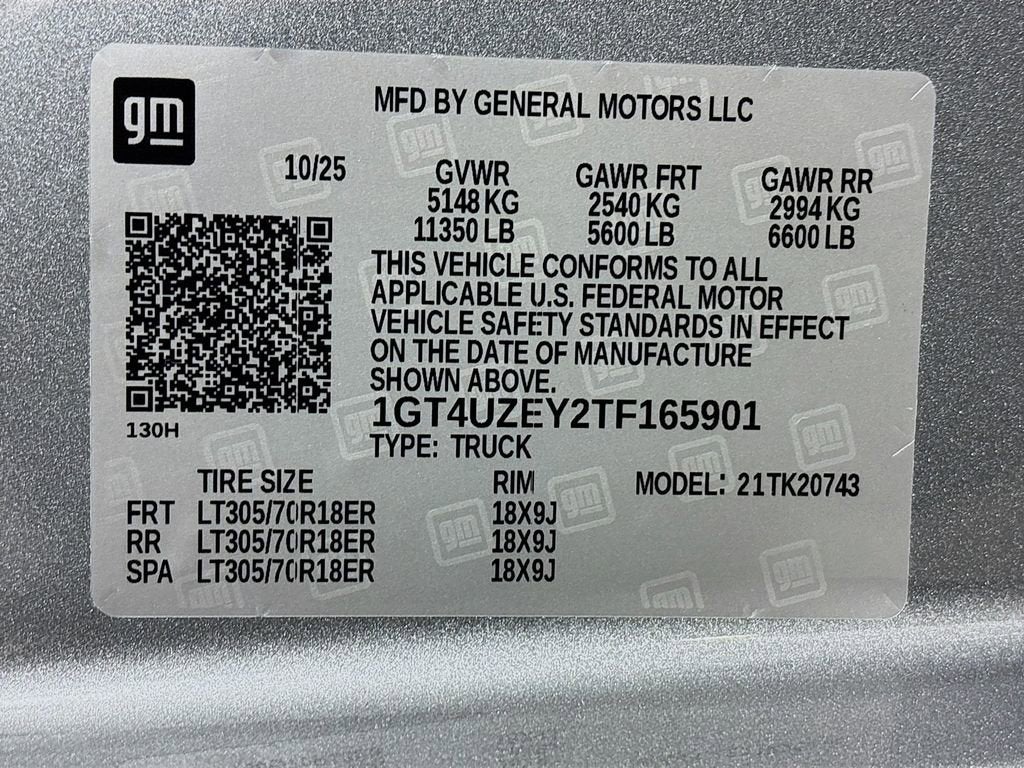 gm
MFD BY GENERAL MOTORS LLC
10/25 GVWR GAWR FRT GAWR RR
5148 KG 2540 KG 2994 KG
11350 LB 5600 LB 6600 LB
THIS VEHICLE CONFORMS TO ALL
APPLICABLE U.S. FEDERAL MOTOR
VEHICLE SAFETY STANDARDS IN EFFECT
ON THE DATE OF MANUFACTURE
SHOWN ABOVE.
1GT4UZEY2TF165901
130H
TYPE: TRUCK
TIRE SIZE RIM MODEL: 21TK20743
FRT LT305/70R18ER 18X9J
RR LT305/70R18ER 18X9J
SPA LT305/70R18ER 18X9J